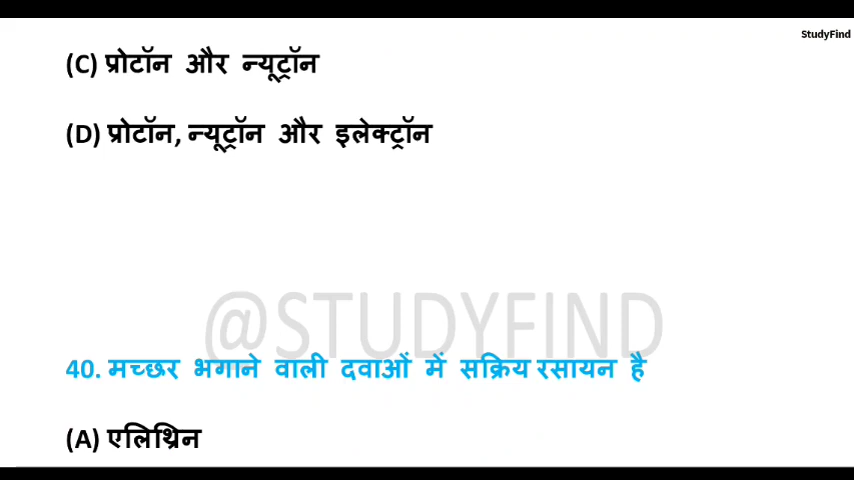 StudyFind
(C) प्रोटॉन और न्यूट्रॉन
(D) प्रोटॉन, न्यूट्रॉन और इलेक्ट्रॉन
@STUDYFIND
40. मच्छर भगाने वाली दवाओं में सक्रिय रसायन है
(A) एलिथ्रिन